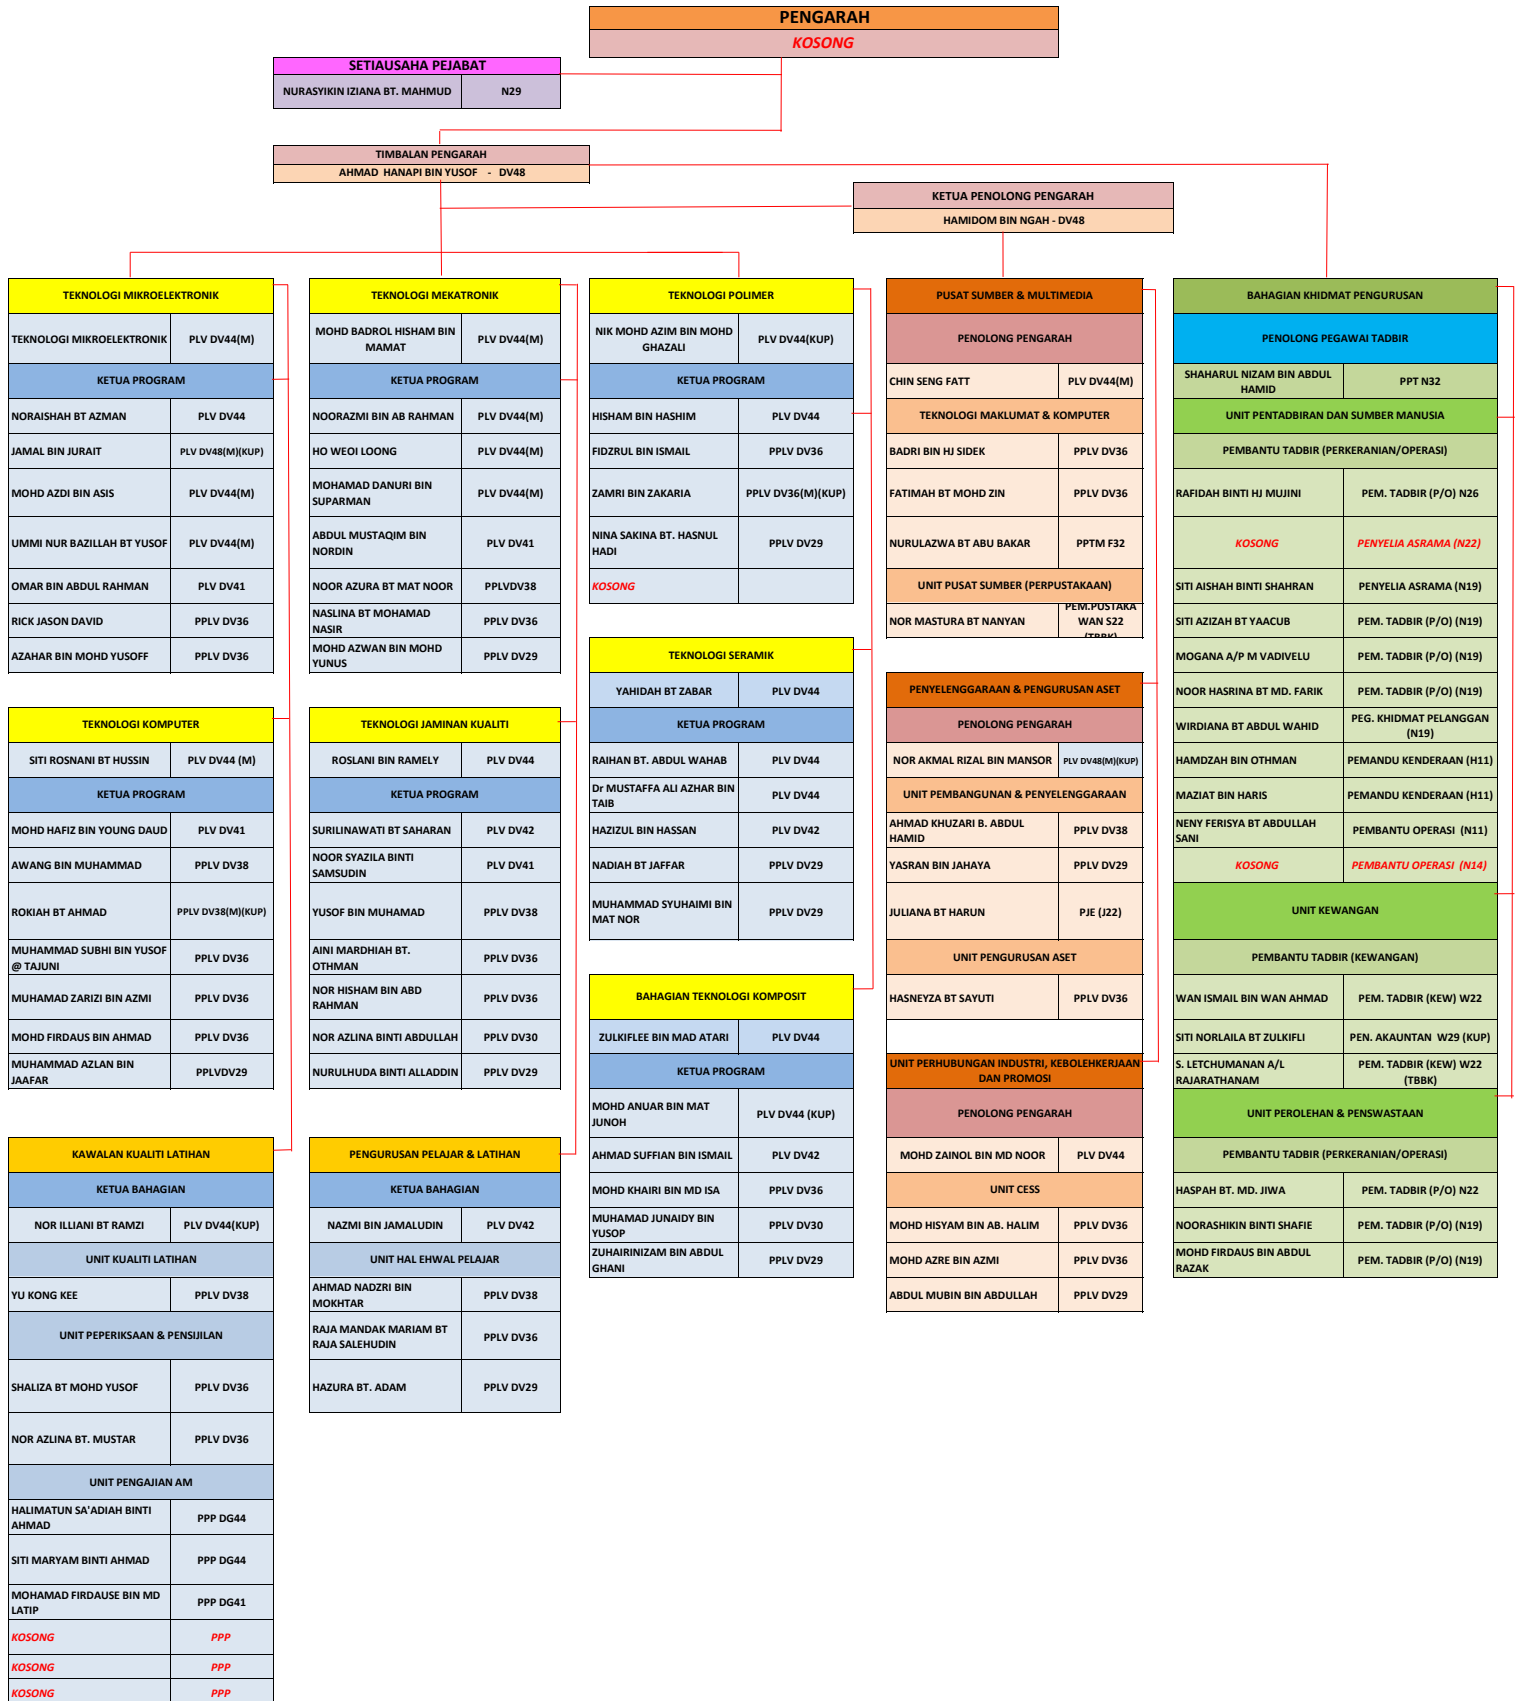 PENGARAH
KOSONG
SETIAUSAHA PEJABAT
NURASYIKIN IZIANA BT. MAHMUD N29
TIMBALAN PENGARAH
AHMAD HANAPI BIN YUSOF - DV48
KETUA PENOLONG PENGARAH
HAMIDOM BIN NGAH - DV48
TEKNOLOGI MIKROELEKTRONIK
TEKNOLOGI MIKROELEKTRONIK PLV DV44(M)
KETUA PROGRAM
NORAISHAH BT AZMAN PLV DV44
JAMAL BIN JURAIT PLV DV48(M)(KUP)
MOHD AZDI BIN ASIS PLV DV44(M)
UMMI NUR BAZILLAH BT YUSOF PLV DV44(M)
OMAR BIN ABDUL RAHMAN PLV DV41
RICK JASON DAVID PPLV DV36
AZAHAR BIN MOHD YUSOFF PPLV DV36
TEKNOLOGI KOMPUTER
SITI ROSNANI BT HUSSIN PLV DV44 (M)
KETUA PROGRAM
MOHD HAFIZ BIN YOUNG DAUD PLV DV41
AWANG BIN MUHAMMAD PPLV DV38
ROKIAH BT AHMAD PPLV DV38(M)(KUP)
MUHAMMAD SUBHI BIN YUSOF
@ TAJUNI PPLV DV36
MUHAMAD ZARIZI BIN AZMI PPLV DV36
MOHD FIRDAUS BIN AHMAD PPLV DV36
MUHAMMAD AZLAN BIN
JAAFAR PPLVDV29
KAWALAN KUALITI LATIHAN
KETUA BAHAGIAN
NOR ILLIANI BT RAMZI PLV DV44(KUP)
UNIT KUALITI LATIHAN
YU KONG KEE PPLV DV38
UNIT PEPERIKSAAN & PENSIJILAN
SHALIZA BT MOHD YUSOF PPLV DV36
NOR AZLINA BT. MUSTAR PPLV DV36
UNIT PENGAJIAN AM
HALIMATUN SA'ADIAH BINTI
AHMAD PPP DG44
SITI MARYAM BINTI AHMAD PPP DG44
MOHAMAD FIRDAUSE BIN MD
LATIP PPP DG41
KOSONG PPP
KOSONG PPP
KOSONG PPP
TEKNOLOGI MEKATRONIK
MOHD BADROL HISHAM BIN
MAMAT PLV DV44(M)
KETUA PROGRAM
NOORAZMI BIN AB RAHMAN PLV DV44(M)
HO WEOI LOONG PLV DV44(M)
MOHAMAD DANURI BIN
SUPARMAN PLV DV44(M)
ABDUL MUSTAQIM BIN
NORDIN PLV DV41
NOOR AZURA BT MAT NOOR PPLVDV38
NASLINA BT MOHAMAD
NASIR PPLV DV36
MOHD AZWAN BIN MOHD
YUNUS PPLV DV29
TEKNOLOGI JAMINAN KUALITI
ROSLANI BIN RAMELY PLV DV44
KETUA PROGRAM
SURILINAWATI BT SAHARAN PLV DV42
NOOR SYAZILA BINTI
SAMSUDIN PLV DV41
YUSOF BIN MUHAMAD PPLV DV38
AINI MARDHIAH BT.
OTHMAN PPLV DV36
NOR HISHAM BIN ABD
RAHMAN PPLV DV36
NOR AZLINA BINTI ABDULLAH PPLV DV30
NURULHUDA BINTI ALLADDIN PPLV DV29
PENGURUSAN PELAJAR & LATIHAN
KETUA BAHAGIAN
NAZMI BIN JAMALUDIN PLV DV42
UNIT HAL EHWAL PELAJAR
AHMAD NADZRI BIN
MOKHTAR PPLV DV38
RAJA MANDAK MARIAM BT
RAJA SALEHUDIN PPLV DV36
HAZURA BT. ADAM PPLV DV29
TEKNOLOGI POLIMER
NIK MOHD AZIM BIN MOHD
GHAZALI PLV DV44(KUP)
KETUA PROGRAM
HISHAM BIN HASHIM PLV DV44
FIDZRUL BIN ISMAIL PPLV DV36
ZAMRI BIN ZAKARIA PPLV DV36(M)(KUP)
NINA SAKINA BT. HASNUL
HADI PPLV DV29
KOSONG
TEKNOLOGI SERAMIK
YAHIDAH BT ZABAR PLV DV44
KETUA PROGRAM
RAIHAN BT. ABDUL WAHAB PLV DV44
Dr MUSTAFFA ALI AZHAR BIN
TAIB PLV DV44
HAZIZUL BIN HASSAN PLV DV42
NADIAH BT JAFFAR PPLV DV29
MUHAMMAD SYUHAIMI BIN
MAT NOR PPLV DV29
BAHAGIAN TEKNOLOGI KOMPOSIT
ZULKIFLEE BIN MAD ATARI PLV DV44
KETUA PROGRAM
MOHD ANUAR BIN MAT
JUNOH PLV DV44 (KUP)
AHMAD SUFFIAN BIN ISMAIL PLV DV42
MOHD KHAIRI BIN MD ISA PPLV DV36
MUHAMAD JUNAIDY BIN
YUSOP PPLV DV30
ZUHAIRINIZAM BIN ABDUL
GHANI PPLV DV29
PUSAT SUMBER & MULTIMEDIA
PENOLONG PENGARAH
CHIN SENG FATT PLV DV44(M)
TEKNOLOGI MAKLUMAT & KOMPUTER
BADRI BIN HJ SIDEK PPLV DV36
FATIMAH BT MOHD ZIN PPLV DV36
NURULAZWA BT ABU BAKAR PPTM F32
UNIT PUSAT SUMBER (PERPUSTAKAAN)
NOR MASTURA BT NANYAN PEM.PUSTAKA
WAN S22
(TBBK)
PENYELENGGARAAN & PENGURUSAN ASET
PENOLONG PENGARAH
NOR AKMAL RIZAL BIN MANSOR PLV DV48(M)(KUP)
UNIT PEMBANGUNAN & PENYELENGGARAAN
AHMAD KHUZARI B. ABDUL
HAMID PPLV DV38
YASRAN BIN JAHAYA PPLV DV29
JULIANA BT HARUN PJE (J22)
UNIT PENGURUSAN ASET
HASNEYZA BT SAYUTI PPLV DV36
UNIT PERHUBUNGAN INDUSTRI, KEBOLEHKERJAAN
DAN PROMOSI
PENOLONG PENGARAH
MOHD ZAINOL BIN MD NOOR PLV DV44
UNIT CESS
MOHD HISYAM BIN AB. HALIM PPLV DV36
MOHD AZRE BIN AZMI PPLV DV36
ABDUL MUBIN BIN ABDULLAH PPLV DV29
BAHAGIAN KHIDMAT PENGURUSAN
PENOLONG PEGAWAI TADBIR
SHAHARUL NIZAM BIN ABDUL
HAMID PPT N32
UNIT PENTADBIRAN DAN SUMBER MANUSIA
PEMBANTU TADBIR (PERKERANIAN/OPERASI)
RAFIDAH BINTI HJ MUJINI PEM. TADBIR (P/O) N26
KOSONG PENYELIA ASRAMA (N22)
SITI AISHAH BINTI SHAHRAN PENYELIA ASRAMA (N19)
SITI AZIZAH BT YAACUB PEM. TADBIR (P/O) (N19)
MOGANA A/P M VADIVELU PEM. TADBIR (P/O) (N19)
NOOR HASRINA BT MD. FARIK PEM. TADBIR (P/O) (N19)
WIRDIANA BT ABDUL WAHID PEG. KHIDMAT PELANGGAN
(N19)
HAMDZAH BIN OTHMAN PEMANDU KENDERAAN (H11)
MAZIAT BIN HARIS PEMANDU KENDERAAN (H11)
NENY FERISYA BT ABDULLAH
SANI PEMBANTU OPERASI (N11)
KOSONG PEMBANTU OPERASI (N14)
UNIT KEWANGAN
PEMBANTU TADBIR (KEWANGAN)
WAN ISMAIL BIN WAN AHMAD PEM. TADBIR (KEW) W22
SITI NORLAILA BT ZULKIFLI PEN. AKAUNTAN W29 (KUP)
S. LETCHUMANAN A/L
RAJARATHANAM PEM. TADBIR (KEW) W22
(TBBK)
UNIT PEROLEHAN & PENSWASTAAN
PEMBANTU TADBIR (PERKERANIAN/OPERASI)
HASPAH BT. MD. JIWA PEM. TADBIR (P/O) N22
NOORASHIKIN BINTI SHAFIE PEM. TADBIR (P/O) (N19)
MOHD FIRDAUS BIN ABDUL
RAZAK PEM. TADBIR (P/O) (N19)